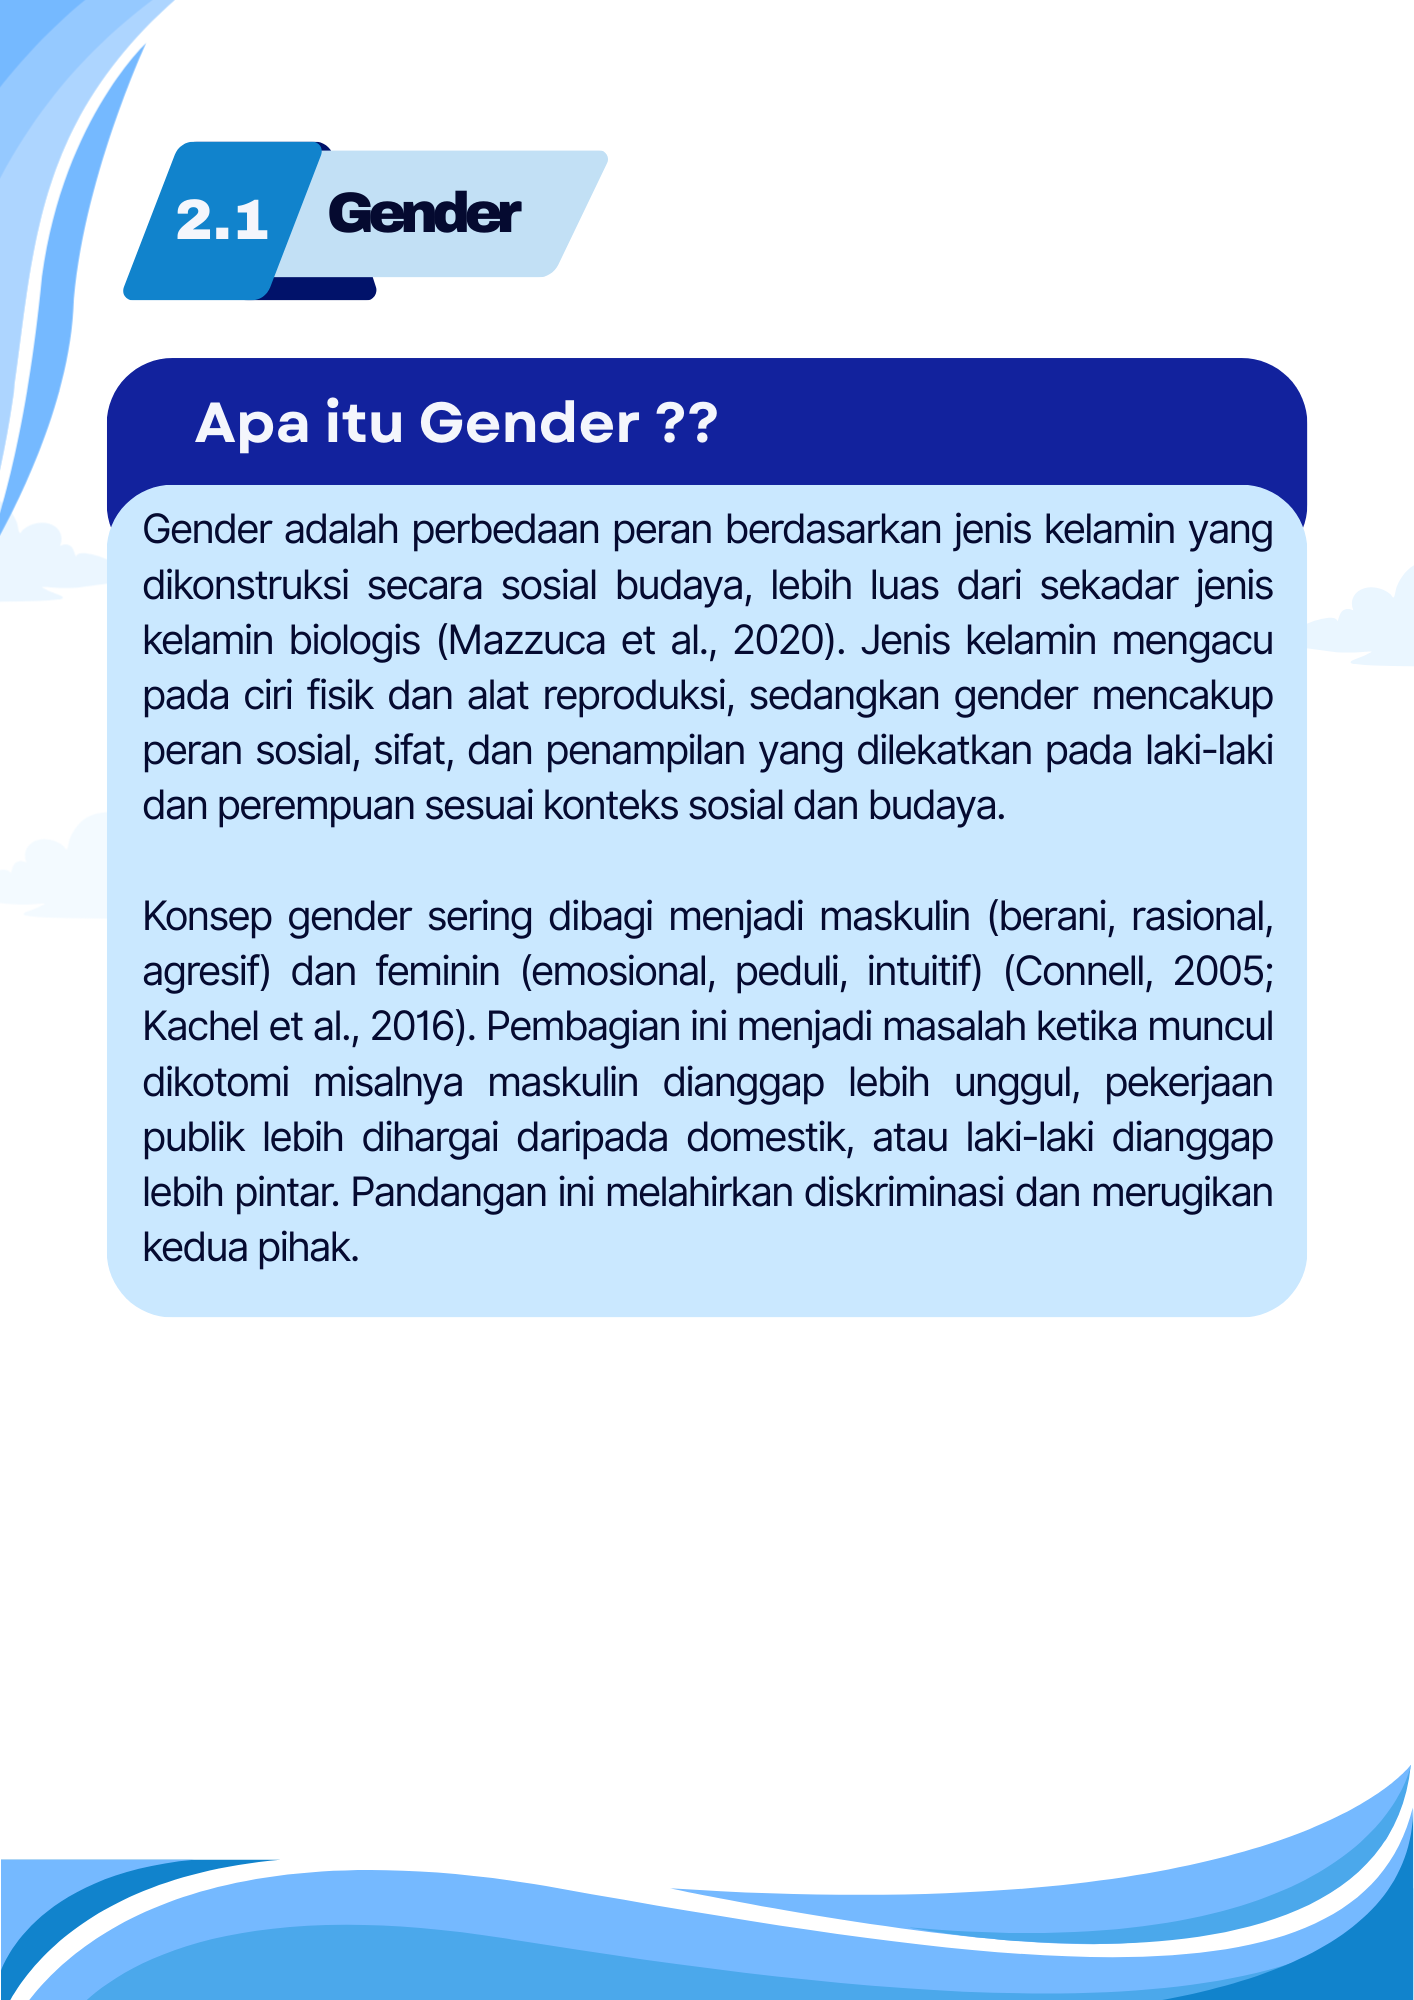 2.1
Gender
Apa itu Gender ??
Gender adalah perbedaan peran berdasarkan jenis kelamin yang
dikonstruksi secara sosial budaya, lebih luas dari sekadar jenis
kelamin biologis (Mazzuca et al., 2020). Jenis kelamin mengacu
pada ciri fisik dan alat reproduksi, sedangkan gender mencakup
peran sosial, sifat, dan penampilan yang dilekatkan pada laki-laki
dan perempuan sesuai konteks sosial dan budaya.
Konsep gender sering dibagi menjadi maskulin (berani, rasional,
agresif) dan feminin (emosional, peduli, intuitif) (Connell, 2005;
Kachel et al., 2016). Pembagian ini menjadi masalah ketika muncul
dikotomi misalnya maskulin dianggap lebih unggul, pekerjaan
publik lebih dihargai daripada domestik, atau laki-laki dianggap
lebih pintar. Pandangan ini melahirkan diskriminasi dan merugikan
kedua pihak.